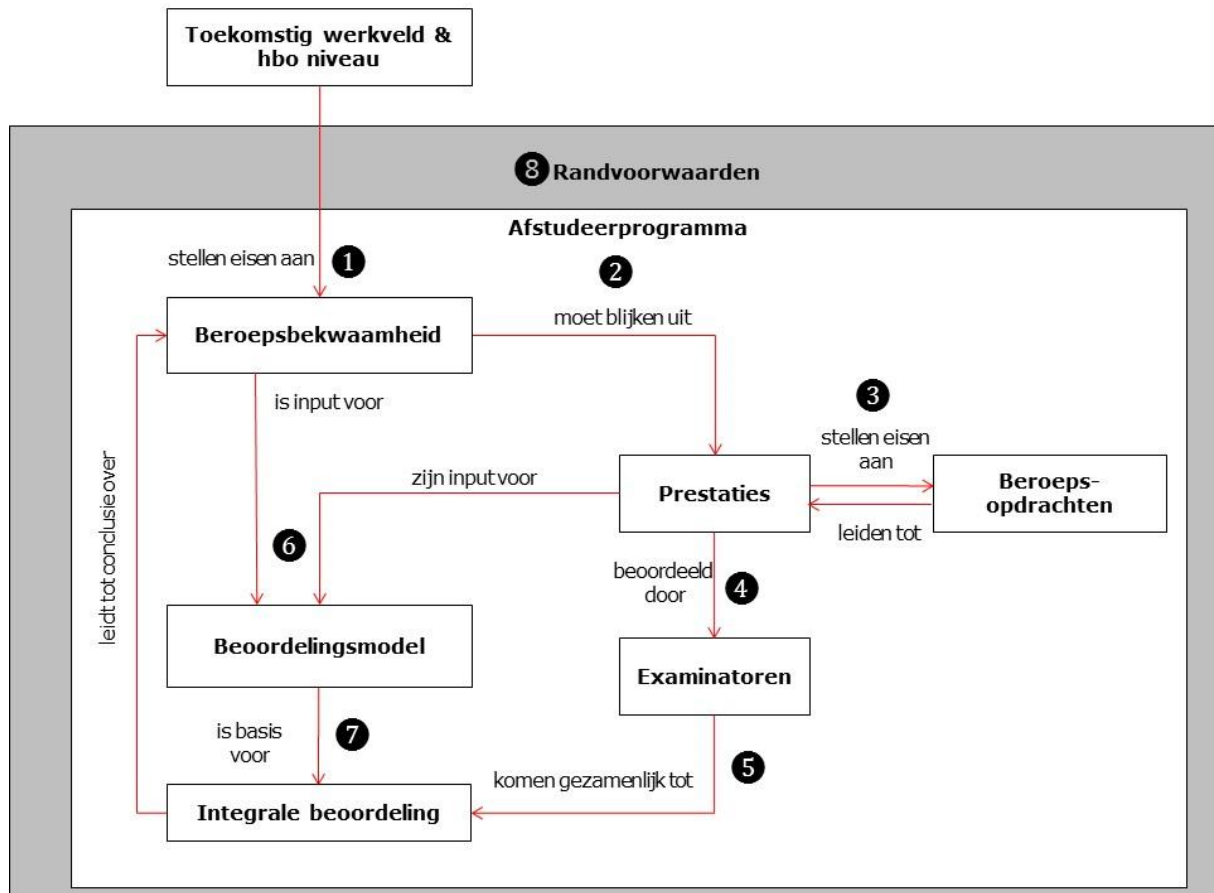 Toekomstig werkveld &
hbo niveau
8 Randvoorwaarden
Afstudeerprogramma
stellen eisen aan
1
2
Beroepsbekwaamheid
moet blijken uit
is input voor
3
stellen eisen
aan
leidt tot conclusie over
zijn input voor
Prestaties
Beroeps-
opdrachten
leiden tot
6
beoordeeld
door
4
Beoordelingsmodel
Examinatoren
is basis
voor
7
5
komen gezamenlijk tot
Integrale beoordeling